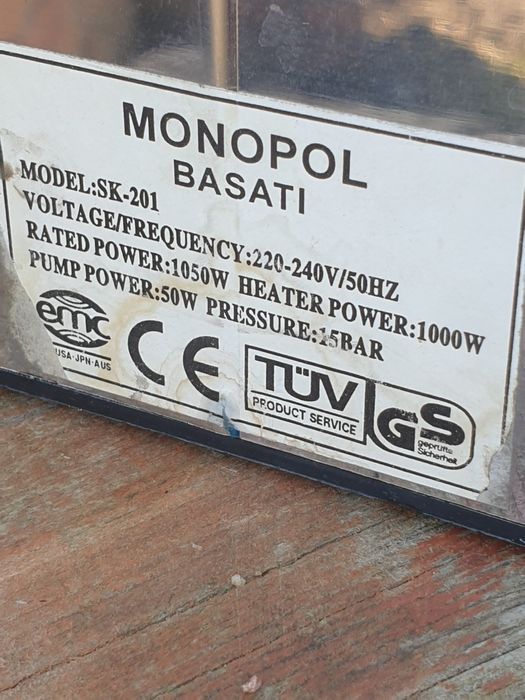 MONOPOL
BASATI
MODEL:SK-201
VOLTAGE/FREQUENCY:220-240V/50HZ
RATED POWER:1050W HEATER POWER:1000W
PUMP POWER:50W PRESSURE:15BAR
emc
USA-JPN-AUS
CE
TÜV
PRODUCT SERVICE
GS
geprüfte
Sicherheit